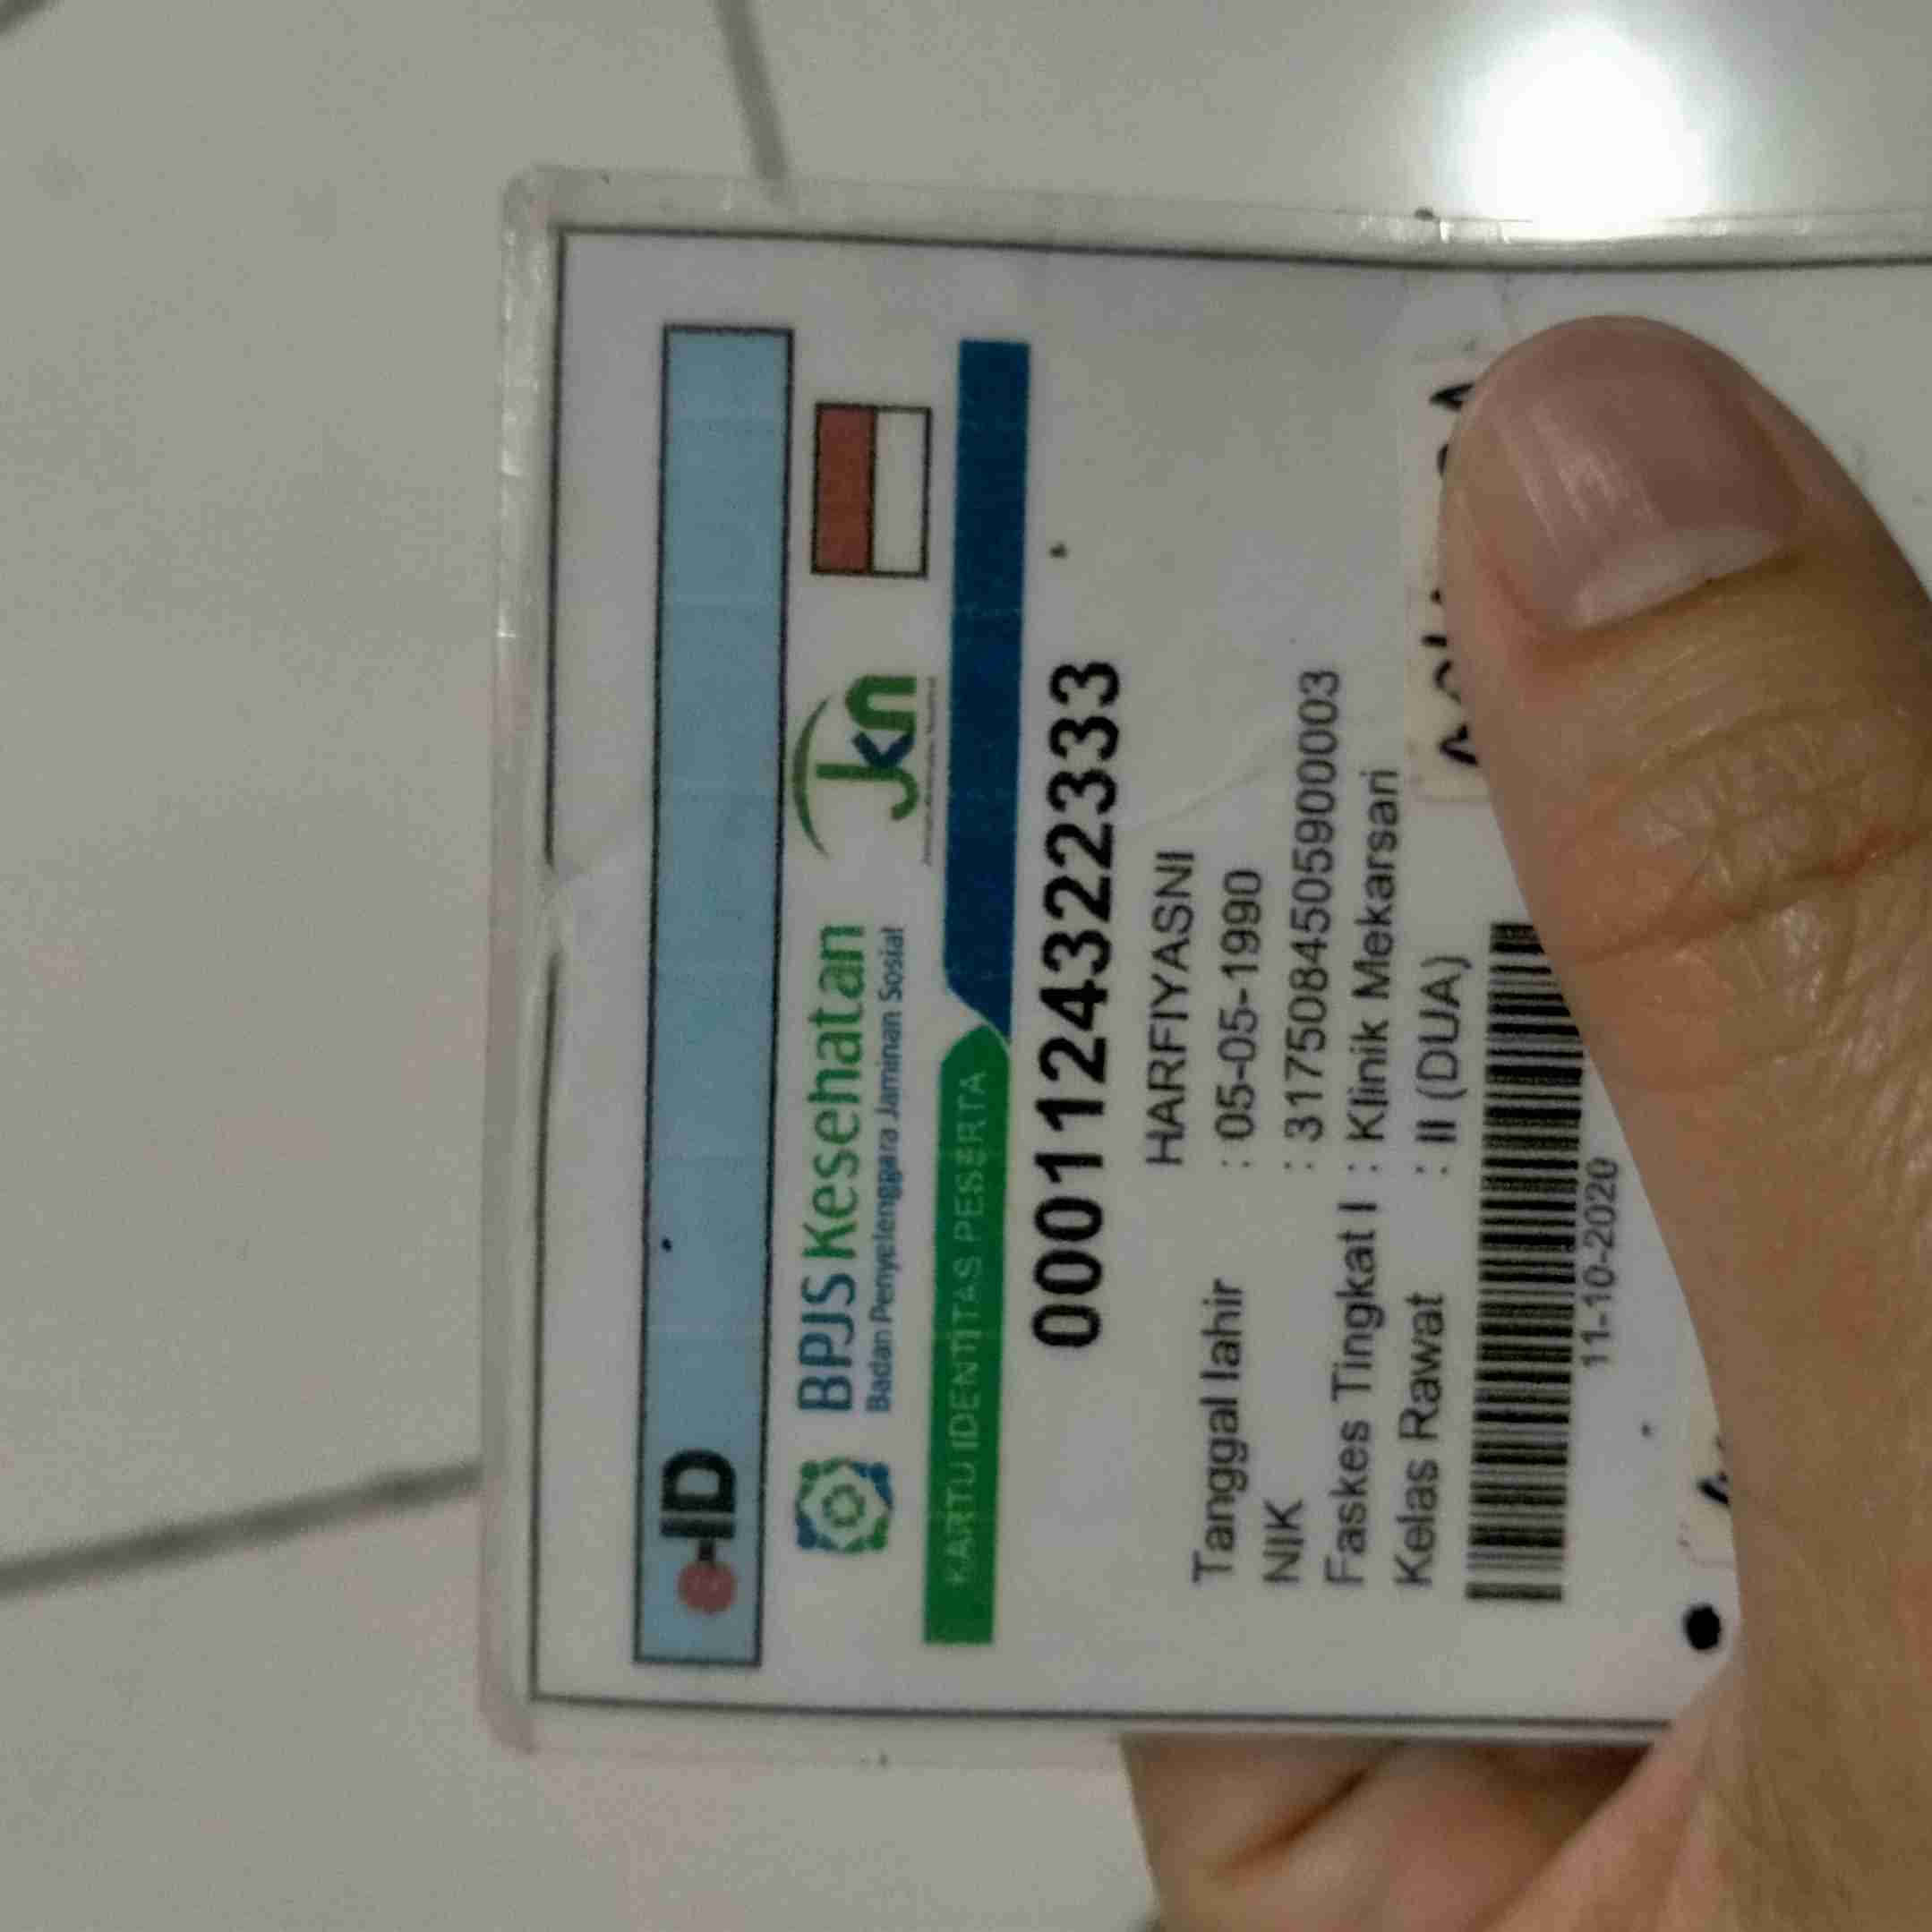 e-ID
BPJS Kesehatan
Badan Penyelenggara Jaminan Sosial
Jkn
KARTU IDENTITAS PESERTA
0001124322333
HARFIYASNI
Tanggal lahir : 05-05-1990
NIK : 3175084505900003
Faskes Tingkat I : Klinik Mekarsari
Kelas Rawat : II (DUA)
11-10-2020